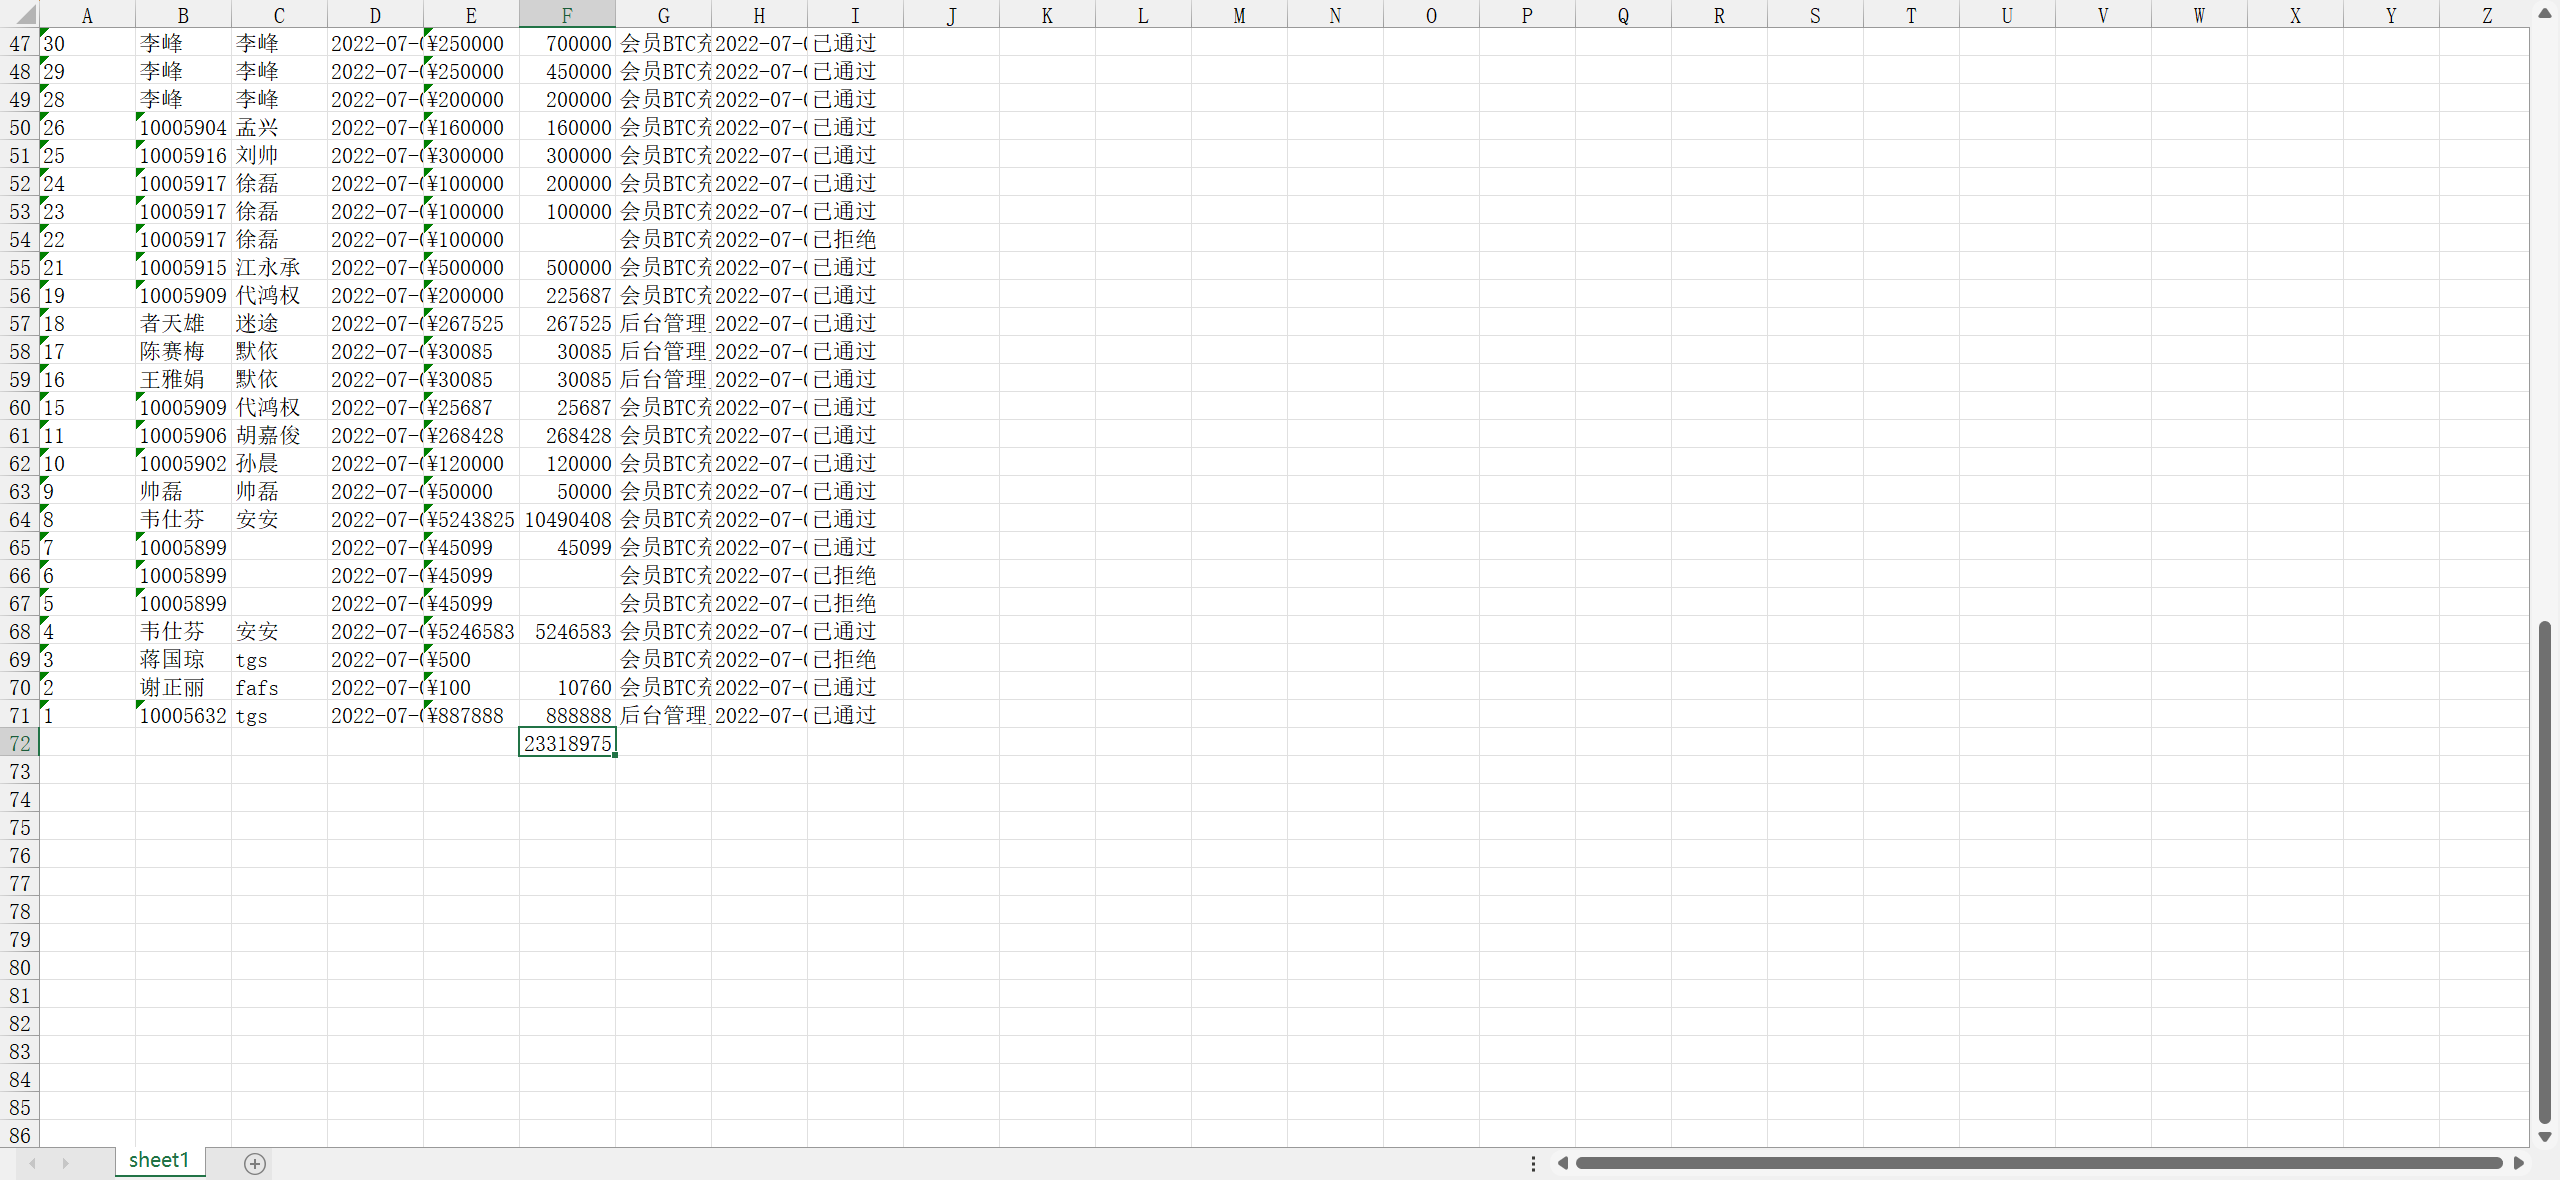 A B C D E F G H I J K L M N O P Q R S T U V W X Y Z
47 30 李峰 李峰 2022-07-( ¥250000 700000 会员BTC充 2022-07-( 已通过
48 29 李峰 李峰 2022-07-( ¥250000 450000 会员BTC充 2022-07-( 已通过
49 28 李峰 李峰 2022-07-( ¥200000 200000 会员BTC充 2022-07-( 已通过
50 26 10005904 孟兴 2022-07-( ¥160000 160000 会员BTC充 2022-07-( 已通过
51 25 10005916 刘帅 2022-07-( ¥300000 300000 会员BTC充 2022-07-( 已通过
52 24 10005917 徐磊 2022-07-( ¥100000 200000 会员BTC充 2022-07-( 已通过
53 23 10005917 徐磊 2022-07-( ¥100000 100000 会员BTC充 2022-07-( 已通过
54 22 10005917 徐磊 2022-07-( ¥100000 会员BTC充 2022-07-( 已拒绝
55 21 10005915 江永承 2022-07-( ¥500000 500000 会员BTC充 2022-07-( 已通过
56 19 10005909 代鸿权 2022-07-( ¥200000 225687 会员BTC充 2022-07-( 已通过
57 18 者天雄 迷途 2022-07-( ¥267525 267525 后台管理 2022-07-( 已通过
58 17 陈赛梅 默依 2022-07-( ¥30085 30085 后台管理 2022-07-( 已通过
59 16 王雅娟 默依 2022-07-( ¥30085 30085 后台管理 2022-07-( 已通过
60 15 10005909 代鸿权 2022-07-( ¥25687 25687 会员BTC充 2022-07-( 已通过
61 11 10005906 胡嘉俊 2022-07-( ¥268428 268428 会员BTC充 2022-07-( 已通过
62 10 10005902 孙晨 2022-07-( ¥120000 120000 会员BTC充 2022-07-( 已通过
63 9 帅磊 帅磊 2022-07-( ¥50000 50000 会员BTC充 2022-07-( 已通过
64 8 韦仕芬 安安 2022-07-( ¥5243825 10490408 会员BTC充 2022-07-( 已通过
65 7 10005899 2022-07-( ¥45099 45099 会员BTC充 2022-07-( 已通过
66 6 10005899 2022-07-( ¥45099 会员BTC充 2022-07-( 已拒绝
67 5 10005899 2022-07-( ¥45099 会员BTC充 2022-07-( 已拒绝
68 4 韦仕芬 安安 2022-07-( ¥5246583 5246583 会员BTC充 2022-07-( 已通过
69 3 蒋国琼 tgs 2022-07-( ¥500 会员BTC充 2022-07-( 已拒绝
70 2 谢正丽 fafs 2022-07-( ¥100 10760 会员BTC充 2022-07-( 已通过
71 1 10005632 tgs 2022-07-( ¥887888 888888 后台管理 2022-07-( 已通过
72 23318975
73
74
75
76
77
78
79
80
81
82
83
84
85
86
sheet1